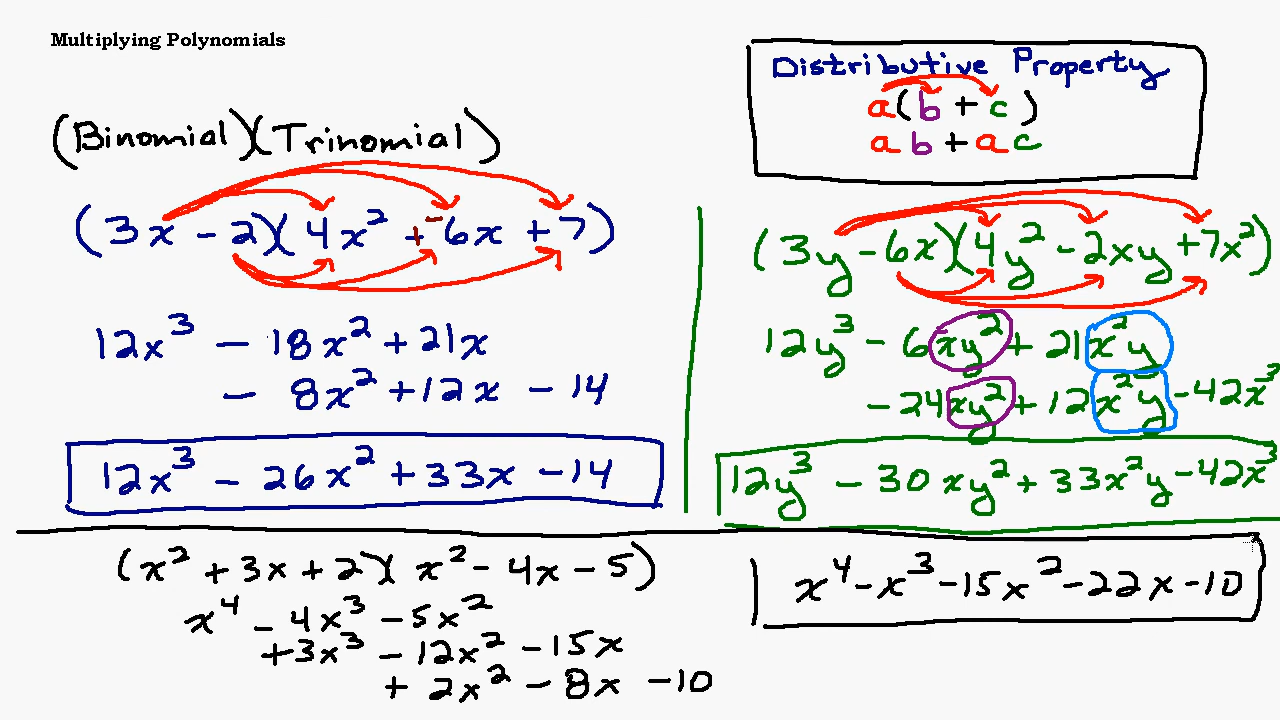 Multiplying Polynomials
Distributive Property
a(b + c)
ab + ac
(Binomial)(Trinomial)
(3x - 2)(4x² + -6x + 7)
12x³ - 18x² + 21x
- 8x² + 12x - 14
12x³ - 26x² + 33x - 14
(3y - 6x)(4y² - 2xy + 7x²)
12y³ - 6xy² + 21x²y
- 24xy² + 12x²y - 42x³
12y³ - 30xy² + 33x²y - 42x³
(x² + 3x + 2)(x² - 4x - 5)
x⁴ - 4x³ - 5x²
+ 3x³ - 12x² - 15x
+ 2x² - 8x - 10
x⁴ - x³ - 15x² - 22x - 10